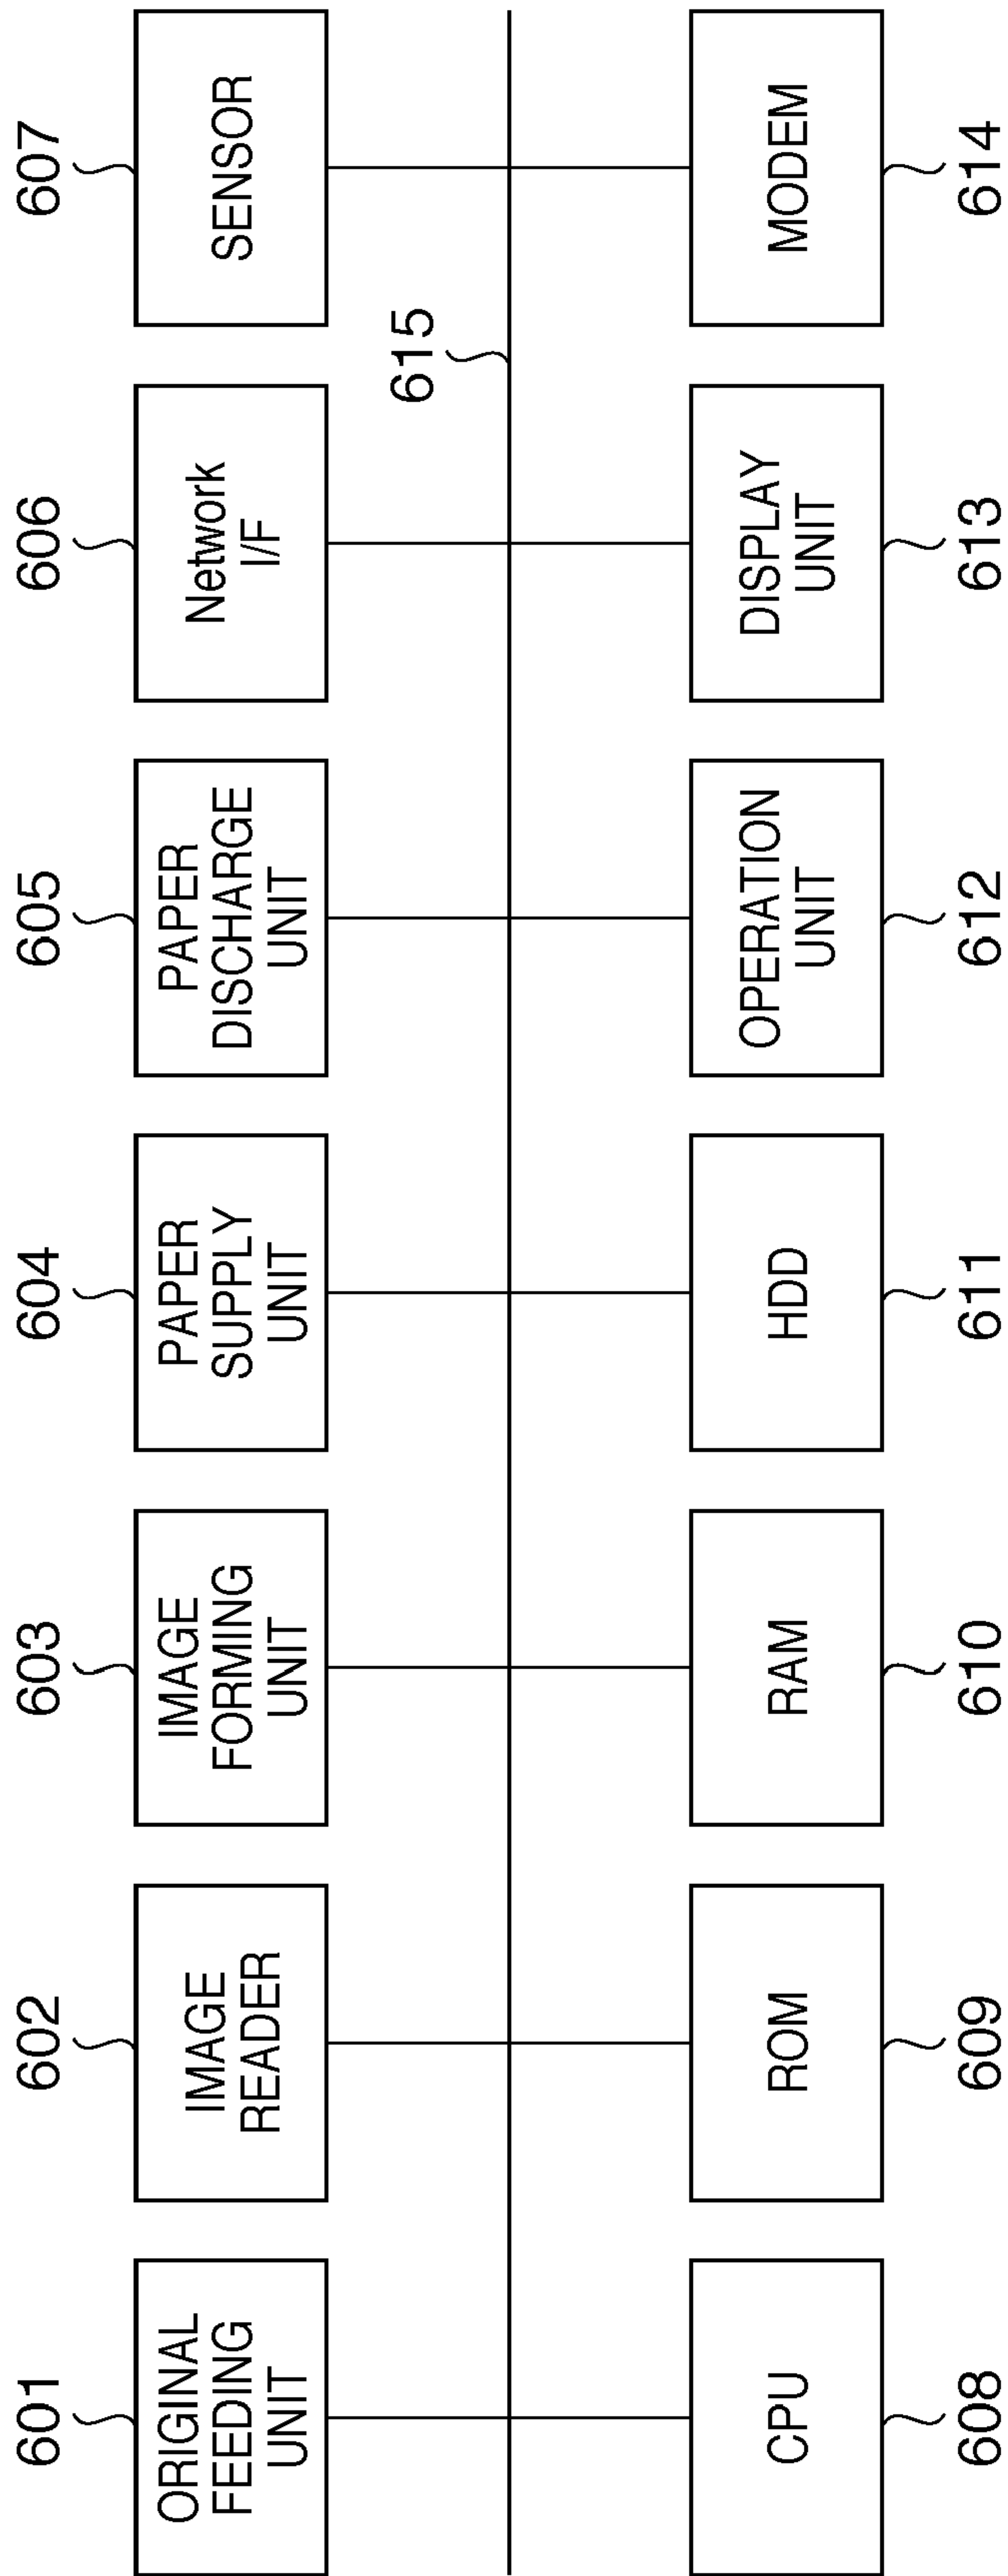 601
602
603
604
605
606
607
ORIGINAL
FEEDING
UNIT
IMAGE
READER
IMAGE
FORMING
UNIT
PAPER
SUPPLY
UNIT
PAPER
DISCHARGE
UNIT
Network
I/F
SENSOR
615
CPU
ROM
RAM
HDD
OPERATION
UNIT
DISPLAY
UNIT
MODEM
608
609
610
611
612
613
614